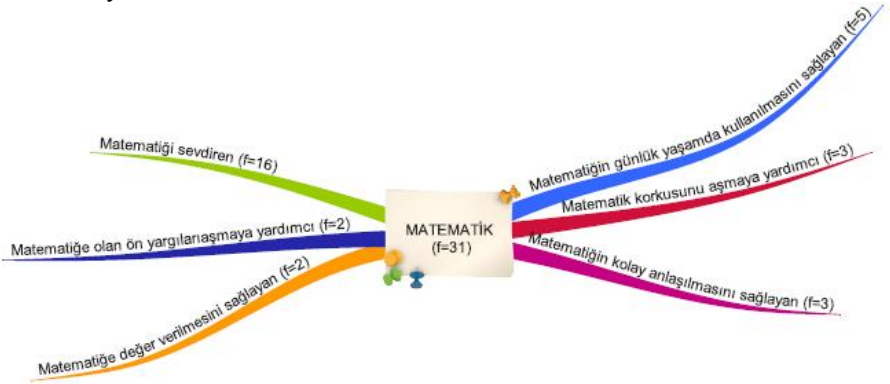 Matematiğin günlük yaşamda kullanılmasını sağlayan (f=5)
Matematiği sevdiren (f=16)
Matematik korkusunu aşmaya yardımcı (f=3)
MATEMATİK
(f=31)
Matematiğe olan ön yargılarıaşmaya yardımcı (f=2)
Matematiğin kolay anlaşılmasını sağlayan (f=3)
Matematiğe değer verilmesini sağlayan (f=2)